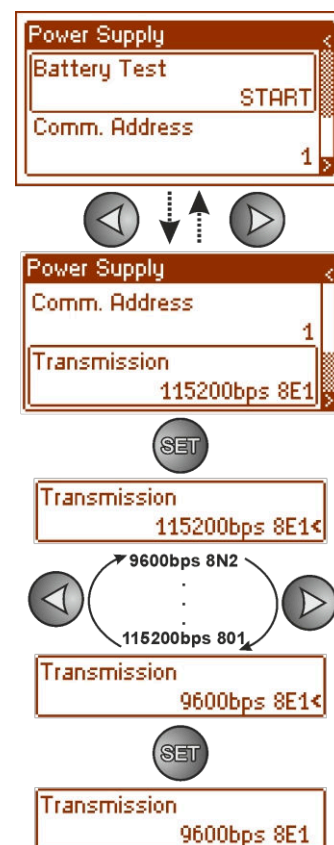 Power Supply
<
Battery Test
START
Comm. Address
1
>
Power Supply
<
Comm. Address
1
Transmission
115200bps 8E1
>
SET
Transmission
115200bps 8E1<
9600bps 8N2
.
.
.
115200bps 801
Transmission
9600bps 8E1<
SET
Transmission
9600bps 8E1